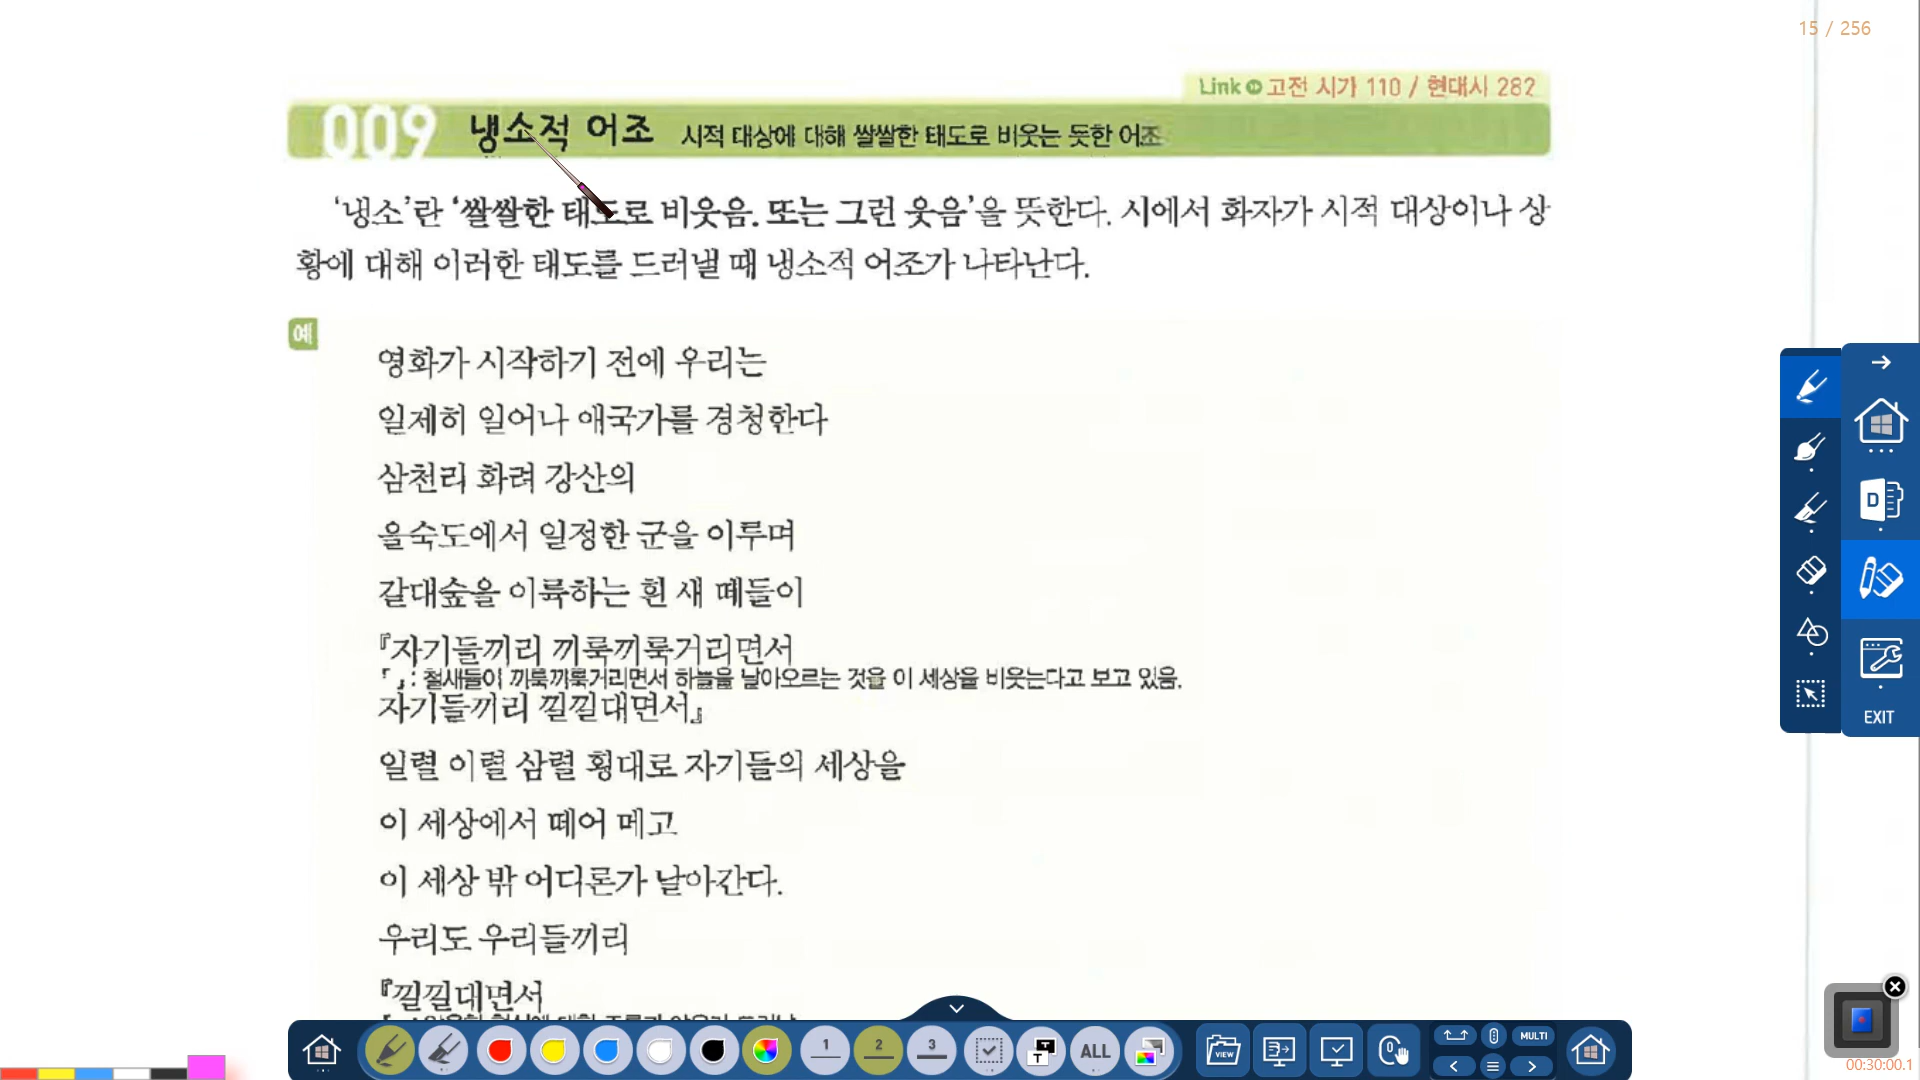 15 / 256
Link 고전 시가 110 / 현대시 282
009 냉소적 어조 시적 대상에 대해 쌀쌀한 태도로 비웃는 듯한 어조
‘냉소’란 ‘쌀쌀한 태도로 비웃음. 또는 그런 웃음’을 뜻한다. 시에서 화자가 시적 대상이나 상
황에 대해 이러한 태도를 드러낼 때 냉소적 어조가 나타난다.
예
영화가 시작하기 전에 우리는
일제히 일어나 애국가를 경청한다
삼천리 화려 강산의
을숙도에서 일정한 군을 이루며
갈대숲을 이륙하는 흰 새 떼들이
『자기들끼리 끼룩끼룩거리면서
『 』: 철새들이 끼룩끼룩거리면서 하늘을 날아오르는 것을 이 세상을 비웃는다고 보고 있음.
자기들끼리 낄낄대면서』
일렬 이렬 삼렬 횡대로 자기들의 세상을
이 세상에서 떼어 메고
이 세상 밖 어디론가 날아간다.
우리도 우리들끼리
『낄낄대면서
EXIT
1 2 3 T T ALL VIEW MULTI
00:30:00.1